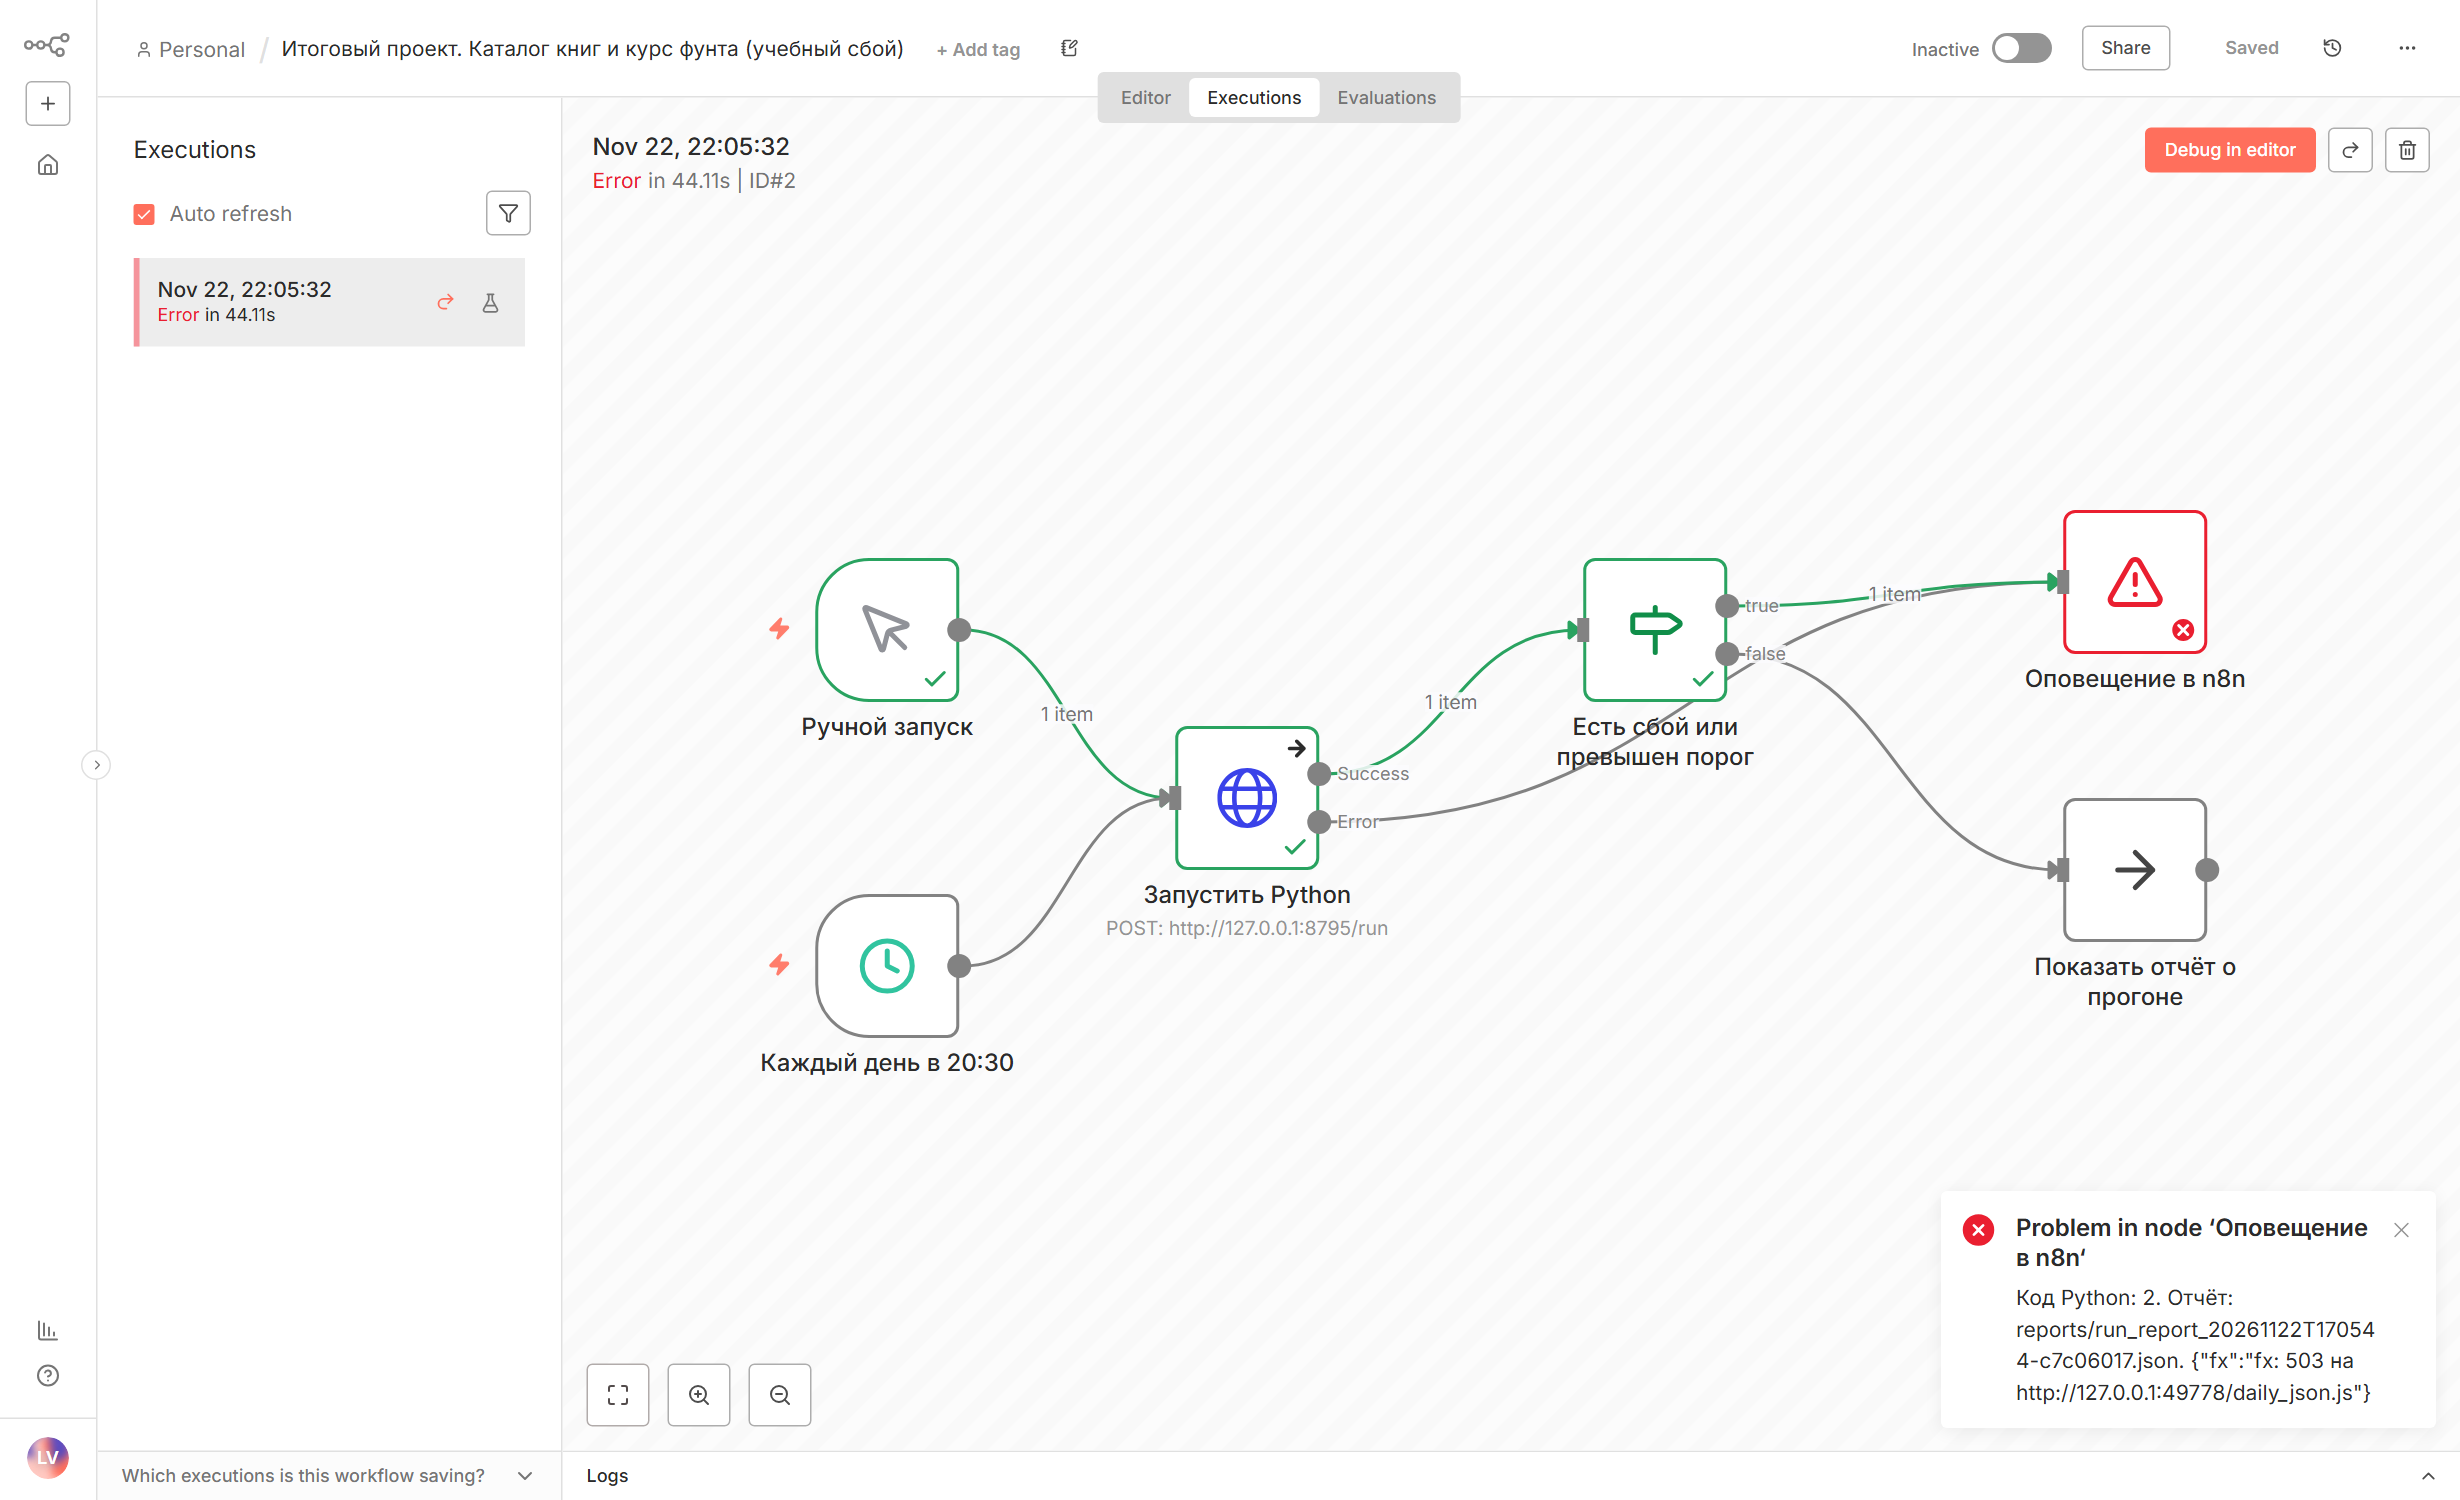 Personal / Итоговый проект. Каталог книг и курс фунта (учебный сбой) + Add tag
Inactive
Share
Saved
Editor
Executions
Evaluations
Executions
Auto refresh
Nov 22, 22:05:32
Error in 44.11s
Nov 22, 22:05:32
Error in 44.11s | ID#2
Debug in editor
Ручной запуск
1 item
Каждый день в 20:30
Success
Error
Запустить Python
POST: http://127.0.0.1:8795/run
1 item
true
false
Есть сбой или
превышен порог
1 item
Оповещение в n8n
Показать отчёт о
прогоне
Problem in node ‘Оповещение
в n8n‘
Код Python: 2. Отчёт:
reports/run_report_20261122T17054
4-c7c06017.json. {"fx":"fx: 503 на
http://127.0.0.1:49778/daily_json.js"}
LV
Which executions is this workflow saving?
Logs